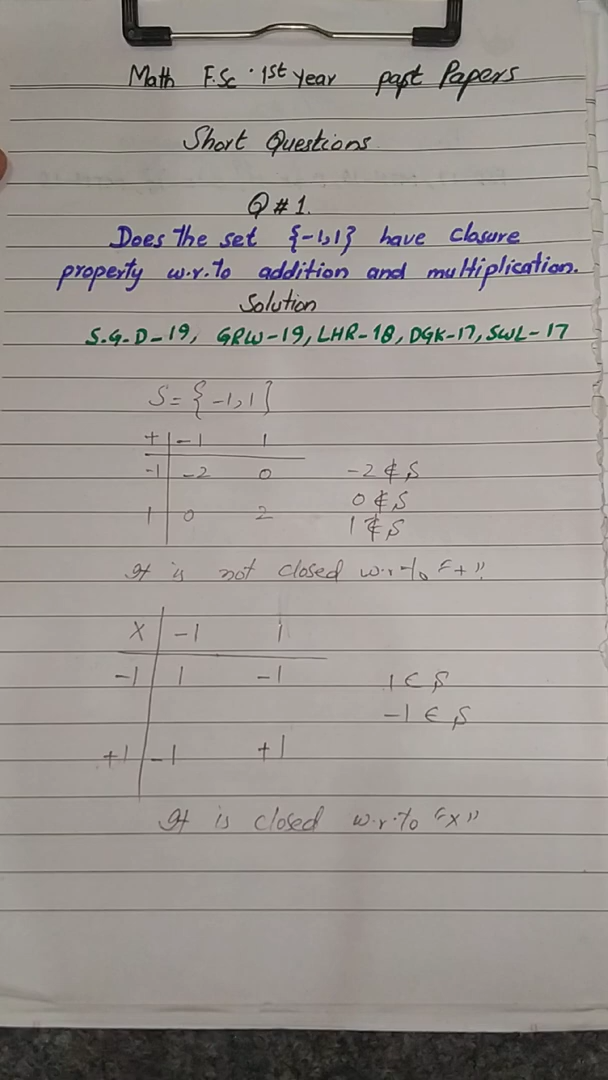 Math F.Sc. 1st year past Papers
Short Questions
Q # 1.
Does the set {-1,1} have closure
property w.r.to addition and multiplication.
Solution
S.G.D-19, GRW-19, LHR-18, DGK-17, SWL-17
S={-1,1}
+ -1 1
-1 -2 0 -2∉S
0∉S
1 0 2
1∉S
It is not closed w.r.to "+".
X -1 1
-1 1 -1 1∈S
-1∈S
+1 -1 +1
It is closed w.r.to "x"